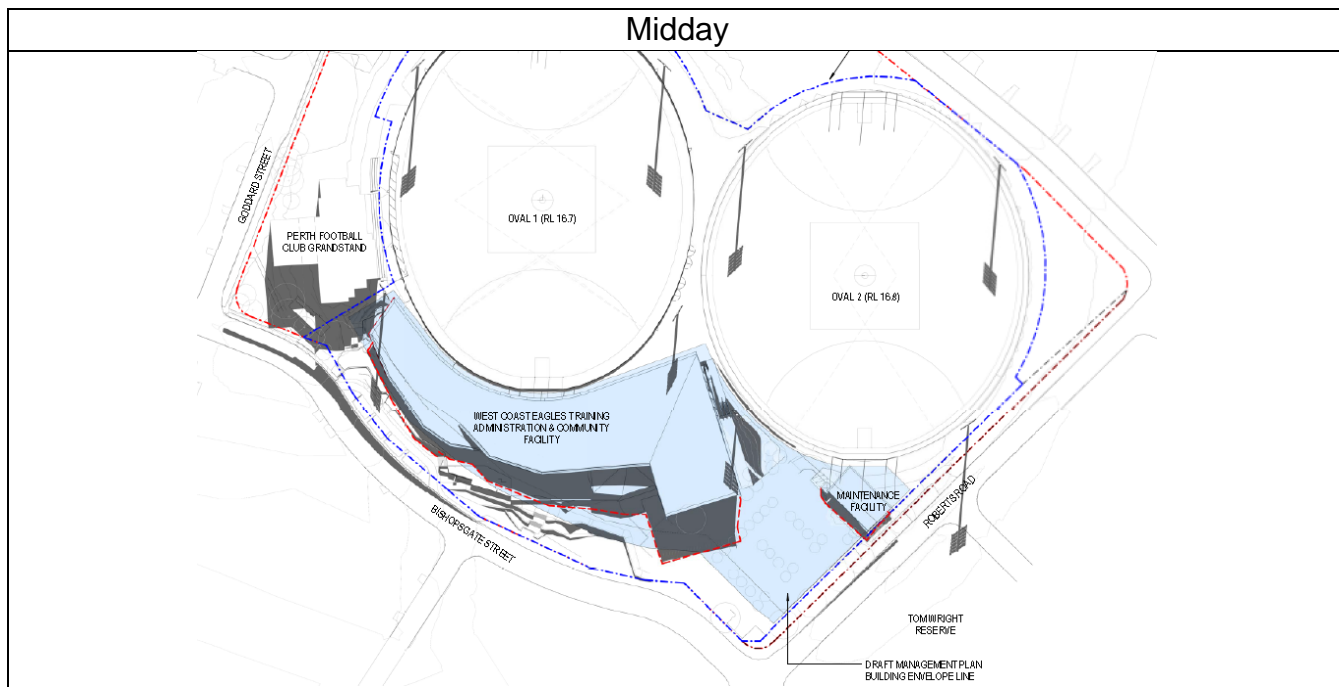 Midday
GODDARD STREET
PERTH FOOTBALL
CLUB GRANDSTAND
OVAL 1 (RL 16.7)
OVAL 2 (RL 16.8)
WEST COAST EAGLES TRAINING
ADMINISTRATION & COMMUNITY
FACILITY
MAINTENANCE
FACILITY
ROBERTS ROAD
BISHOPSGATE STREET
TOM WRIGHT
RESERVE
DRAFT MANAGEMENT PLAN
BUILDING ENVELOPE LINE